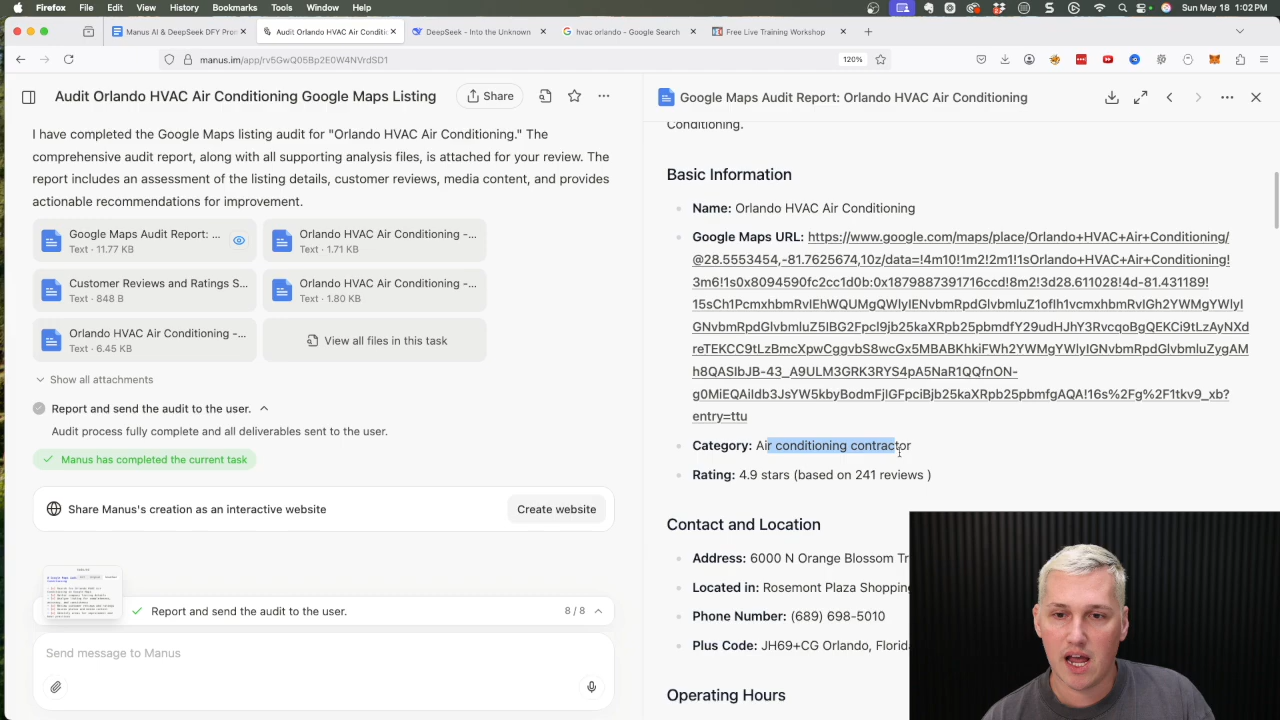 Firefox File Edit View History Bookmarks Tools Window Help
Sun May 18 1:02 PM
Manus AI & DeepSeek DFY Pro
Audit Orlando HVAC Air Conditio
DeepSeek - Into the Unknown
hvac orlando - Google Search
Free Live Training Workshop
manus.im/app/rv5GwQ05Bp2E0W4NVrdSD1
120%
Audit Orlando HVAC Air Conditioning Google Maps Listing
Share
I have completed the Google Maps listing audit for "Orlando HVAC Air Conditioning." The
comprehensive audit report, along with all supporting analysis files, is attached for your review. The
report includes an assessment of the listing details, customer reviews, media content, and provides
actionable recommendations for improvement.
Google Maps Audit Report: ...
Text · 11.77 KB
Orlando HVAC Air Conditioning -...
Text · 1.71 KB
Customer Reviews and Ratings S...
Text · 848 B
Orlando HVAC Air Conditioning -...
Text · 1.80 KB
Orlando HVAC Air Conditioning -...
Text · 6.45 KB
View all files in this task
Show all attachments
Report and send the audit to the user.
Audit process fully complete and all deliverables sent to the user.
Manus has completed the current task
Share Manus's creation as an interactive website
Create website
Report and send the audit to the user.
8 / 8
Send message to Manus
Google Maps Audit Report: Orlando HVAC Air Conditioning
Conditioning.
Basic Information
Name: Orlando HVAC Air Conditioning
Google Maps URL: https://www.google.com/maps/place/Orlando+HVAC+Air+Conditioning/
@28.5553454,-81.7625674,10z/data=!4m10!1m2!2m1!1sOrlando+HVAC+Air+Conditioning!
3m6!1s0x8094590fc2cc1d0b:0x1879887391716ccd!8m2!3d28.611028!4d-81.431189!
15sCh1PcmxhbmRvIEhWQUMgQWlyIENvbmRpdGlvbmluZ1ofIh1vcmxhbmRvIGh2YWMgYWlyI
GNvbmRpdGlvbmluZ5IBG2FpcI9jb25kaXRpb25pbmdfY29udHJhY3RvcqoBgQEKCi9tLzAyNXd
reTEKCC9tLzBmcXpwCggvbS8wcGx5MBABKhkiFWh2YWMgYWlyIGNvbmRpdGlvbmluZygAM
h8QASIbJB-43_A9ULM3GRK3RYS4pA5NaR1QQfnON-
g0MiEQAiIdb3JsYW5kbyBodmFjIGFpciBjb25kaXRpb25pbmfgAQA!16s%2Fg%2F1tkv9_xb?
entry=ttu
Category: Air conditioning contractor
Rating: 4.9 stars (based on 241 reviews )
Contact and Location
Address: 6000 N Orange Blossom Tr
Located in: Rosemont Plaza Shopping
Phone Number: (689) 698-5010
Plus Code: JH69+CG Orlando, Florida
Operating Hours